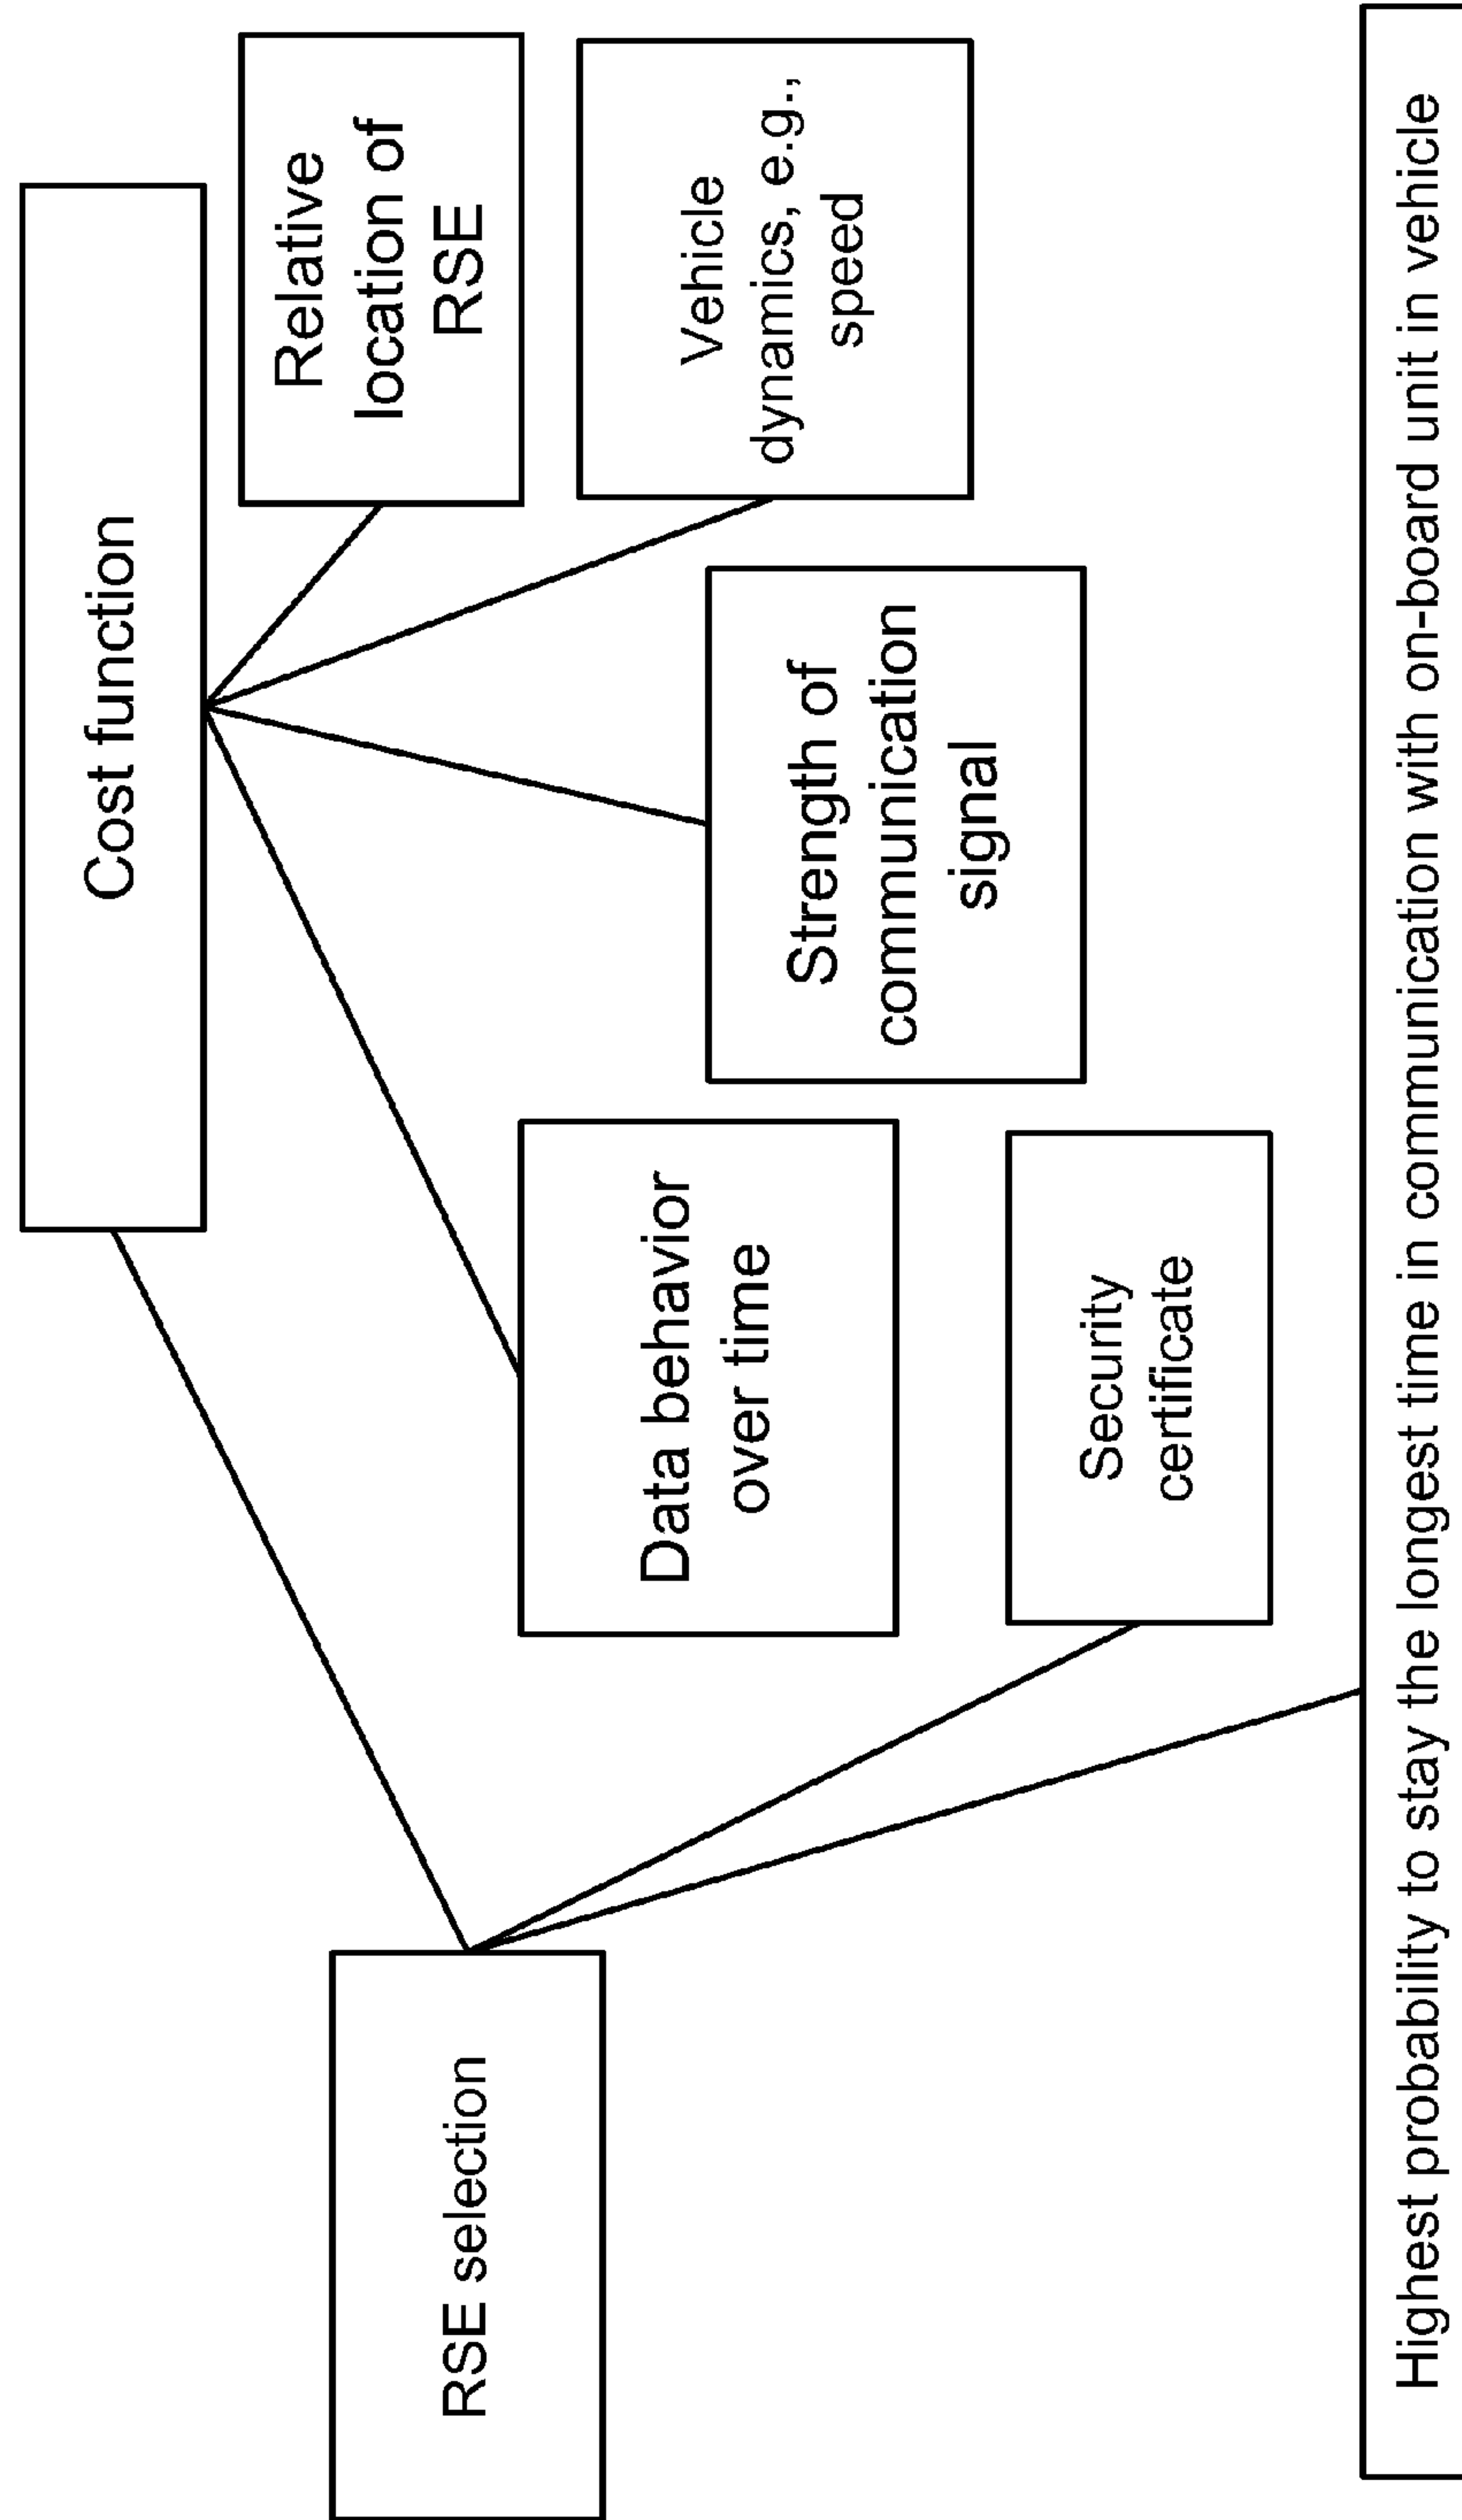 Cost function
Relative
location of
RSE
Vehicle
dynamics, e.g.,
speed
Strength of
communication
signal
Data behavior
over time
Security
certificate
RSE selection
Highest probability to stay the longest time in communication with on-board unit in vehicle